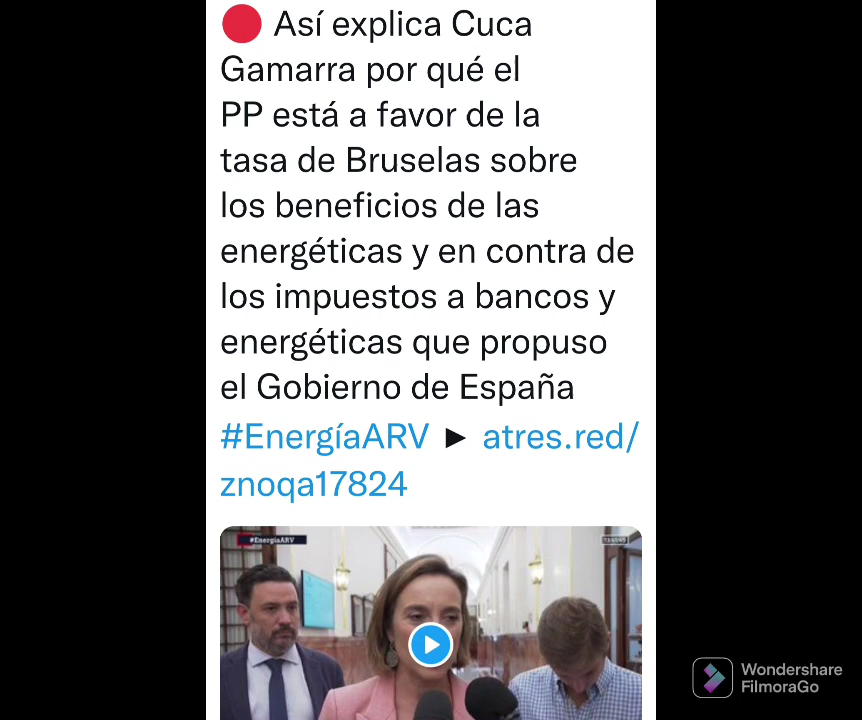 🔴 Así explica Cuca
Gamarra por qué el
PP está a favor de la
tasa de Bruselas sobre
los beneficios de las
energéticas y en contra de
los impuestos a bancos y
energéticas que propuso
el Gobierno de España
#EnergíaARV ► atres.red/
znoqa17824
#EnergíaARV
Wondershare
FilmoraGo